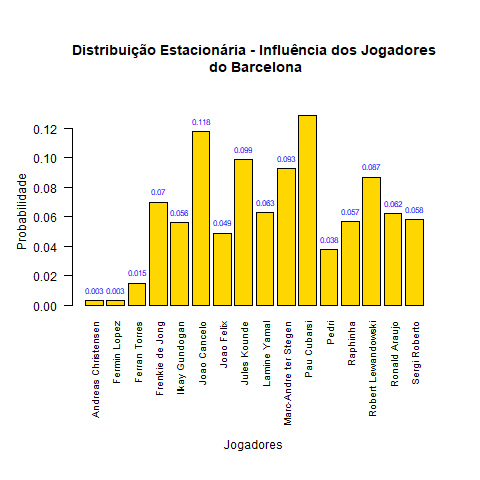 Distribuição Estacionária - Influência dos Jogadores
do Barcelona
Probabilidade
0.12
0.10
0.08
0.06
0.04
0.02
0.00
0.003
0.003
0.015
0.07
0.056
0.118
0.049
0.099
0.063
0.093
0.038
0.057
0.087
0.062
0.058
Andreas Christensen
Fermin Lopez
Ferran Torres
Frenkie de Jong
Ilkay Gundogan
Joao Cancelo
Joao Felix
Jules Kounde
Lamine Yamal
Marc-Andre ter Stegen
Pau Cubarsi
Pedri
Raphinha
Robert Lewandowski
Ronald Araujo
Sergi Roberto
Jogadores